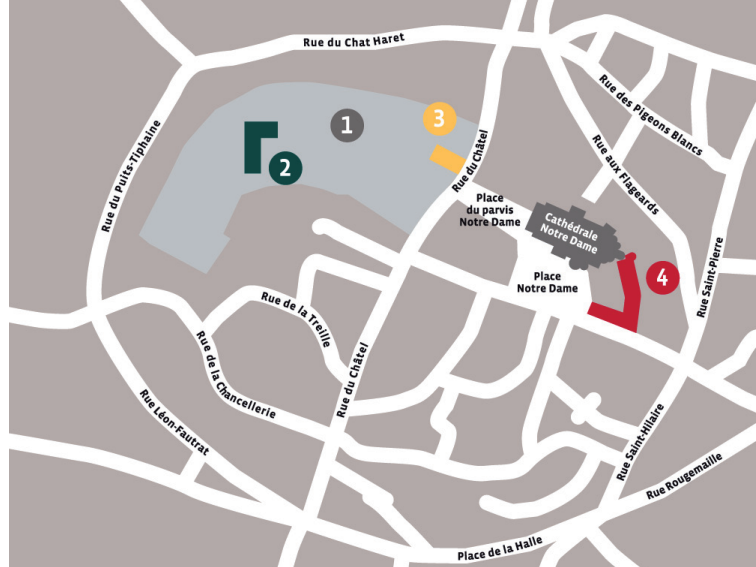 Rue du Chat Haret
Rue des Pigeons Blancs
1
3
2
Rue du Puits-Tiphaine
Rue du Châtel
Rue aux Flageards
Place
du parvis
Notre Dame
Cathédrale
Notre Dame
Place
Notre Dame
4
Rue Saint-Pierre
Rue de la Treille
Rue de la Chancellerie
Rue du Châtel
Rue Léon-Fautrat
Rue Saint-Hilaire
Rue Rougemaille
Place de la Halle